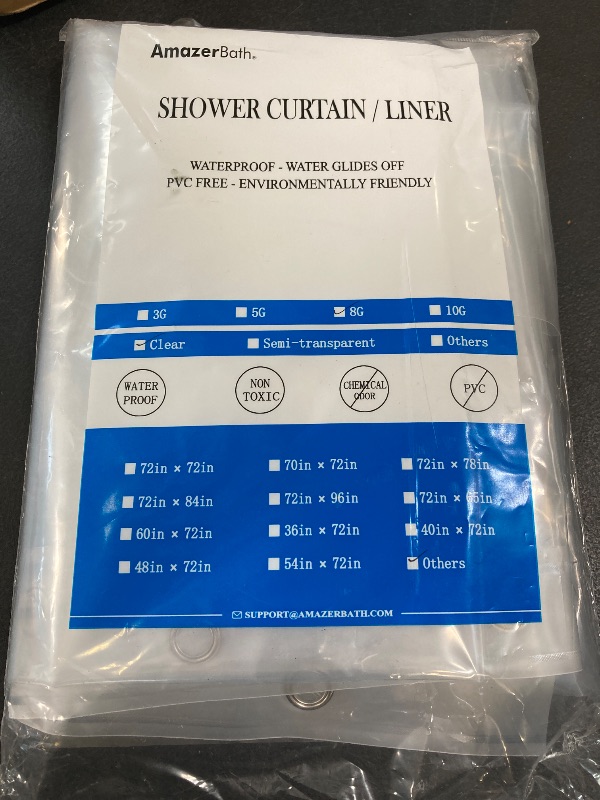 AmazerBath®
SHOWER CURTAIN / LINER
WATERPROOF - WATER GLIDES OFF
PVC FREE - ENVIRONMENTALLY FRIENDLY
3G 5G 8G 10G
Clear Semi-transparent Others
WATER PROOF
NON TOXIC
CHEMICAL ODOR
PVC
72in × 72in 70in × 72in 72in × 78in
72in × 84in 72in × 96in 72in × 65in
60in × 72in 36in × 72in 40in × 72in
48in × 72in 54in × 72in Others
SUPPORT@AMAZERBATH.COM